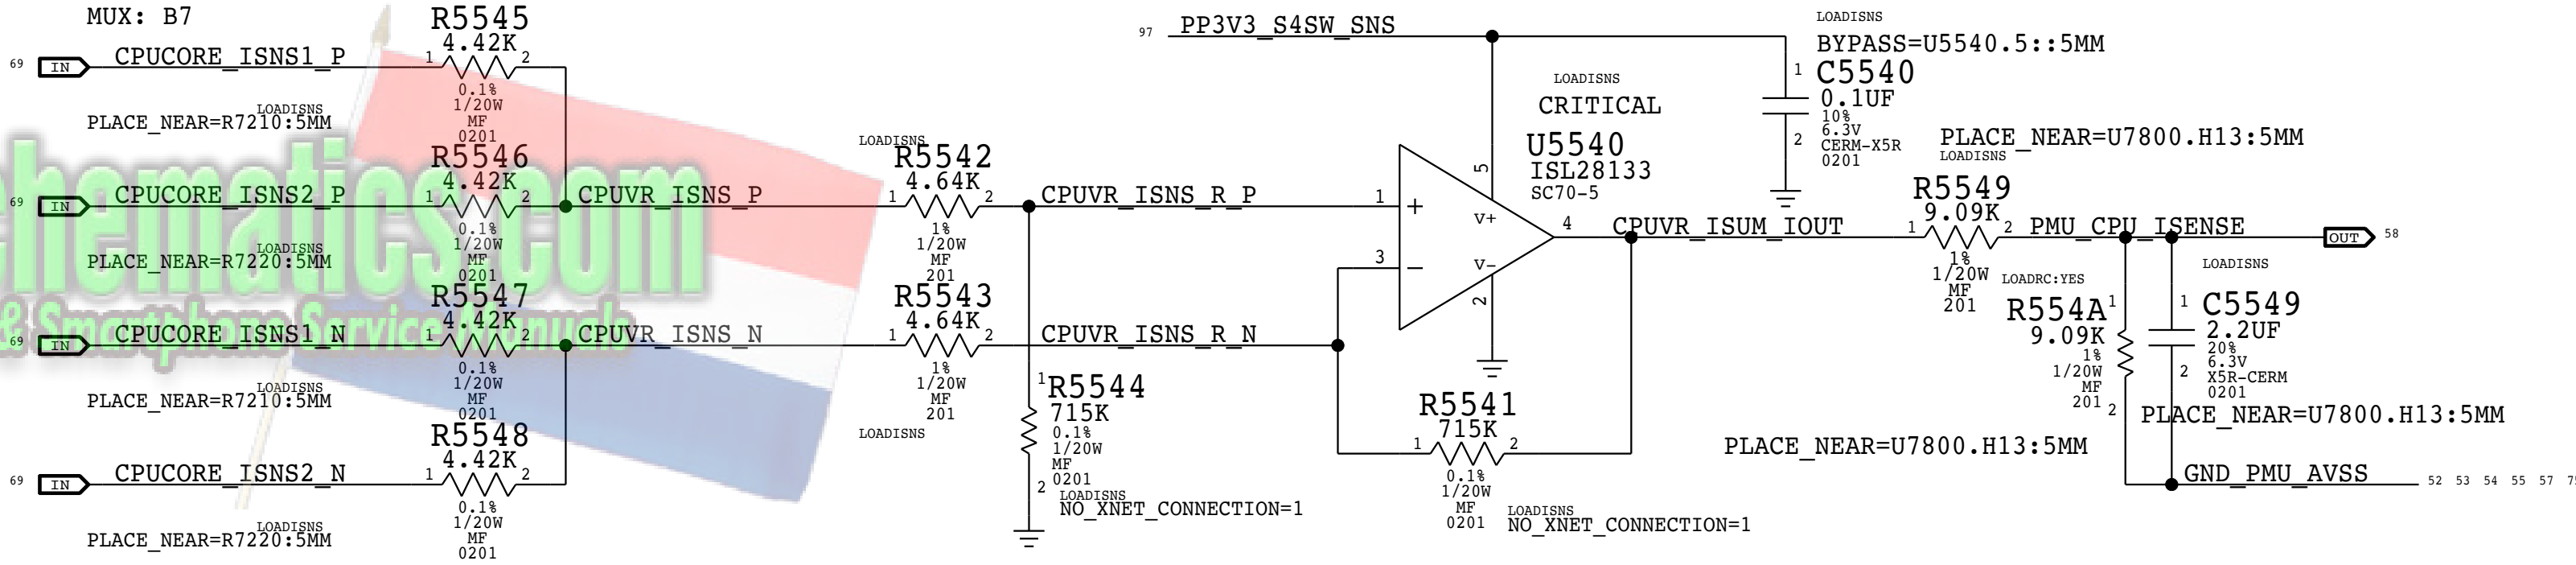 MUX: B7
69 IN CPUCORE_ISNS1_P
R5545
4.42K
1 2
0.1%
1/20W
MF
0201
LOADISNS
PLACE_NEAR=R7210:5MM
69 IN CPUCORE_ISNS2_P
R5546
4.42K
1 2
0.1%
1/20W
MF
0201
LOADISNS
PLACE_NEAR=R7220:5MM
69 IN CPUCORE_ISNS1_N
R5547
4.42K
1 2
0.1%
1/20W
MF
0201
LOADISNS
PLACE_NEAR=R7210:5MM
69 IN CPUCORE_ISNS2_N
R5548
4.42K
1 2
0.1%
1/20W
MF
0201
LOADISNS
PLACE_NEAR=R7220:5MM
hematics.com
& Smartphone Service Manuals
CPUVR_ISNS_P
CPUVR_ISNS_N
LOADISNS
R5542
4.64K
1 2
1%
1/20W
MF
201
R5543
4.64K
1 2
1%
1/20W
MF
201
LOADISNS
CPUVR_ISNS_R_P
CPUVR_ISNS_R_N
1
R5544
715K
0.1%
1/20W
MF
0201
2
LOADISNS
NO_XNET_CONNECTION=1
97 PP3V3_S4SW_SNS
LOADISNS
CRITICAL
U5540
ISL28133
SC70-5
1 +
3 −
5
V+
V−
2
4
R5541
715K
1 2
0.1%
1/20W
MF
0201
LOADISNS
NO_XNET_CONNECTION=1
LOADISNS
BYPASS=U5540.5::5MM
1
C5540
0.1UF
10%
6.3V
CERM-X5R
0201
2
CPUVR_ISUM_IOUT
PLACE_NEAR=U7800.H13:5MM
LOADISNS
R5549
9.09K
1 2
1%
1/20W
MF
201
PMU_CPU_ISENSE
OUT 58
LOADRC:YES
R554A
9.09K
1%
1/20W
MF
201
1
2
PLACE_NEAR=U7800.H13:5MM
LOADISNS
1
C5549
2.2UF
20%
6.3V
X5R-CERM
0201
2
PLACE_NEAR=U7800.H13:5MM
GND_PMU_AVSS
52 53 54 55 57